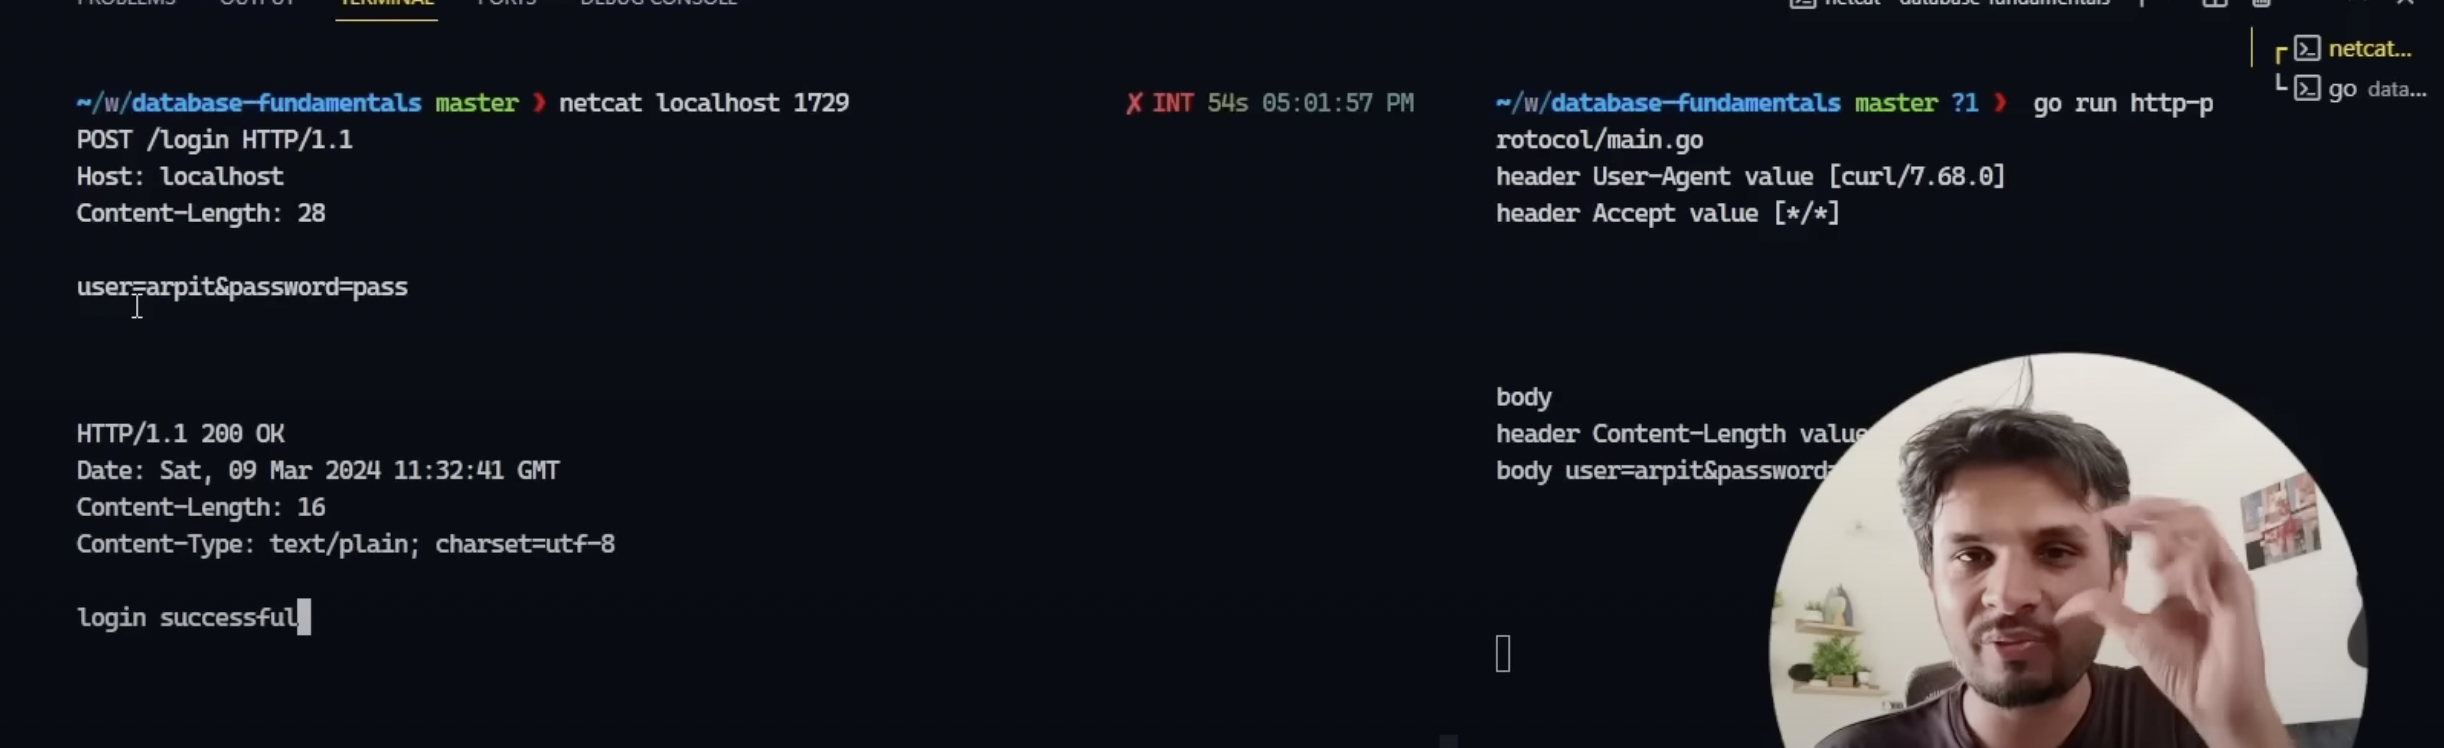 PROBLEMS OUTPUT TERMINAL PORTS DEBUG CONSOLE
netcat - database-fundamentals
netcat...
go data...
~/w/database-fundamentals master ❯ netcat localhost 1729 ✗ INT 54s 05:01:57 PM
POST /login HTTP/1.1
Host: localhost
Content-Length: 28

user=arpit&password=pass

HTTP/1.1 200 OK
Date: Sat, 09 Mar 2024 11:32:41 GMT
Content-Length: 16
Content-Type: text/plain; charset=utf-8

login successful
~/w/database-fundamentals master ?1 ❯ go run http-p
rotocol/main.go
header User-Agent value [curl/7.68.0]
header Accept value [*/*]

body
header Content-Length value
body user=arpit&password=